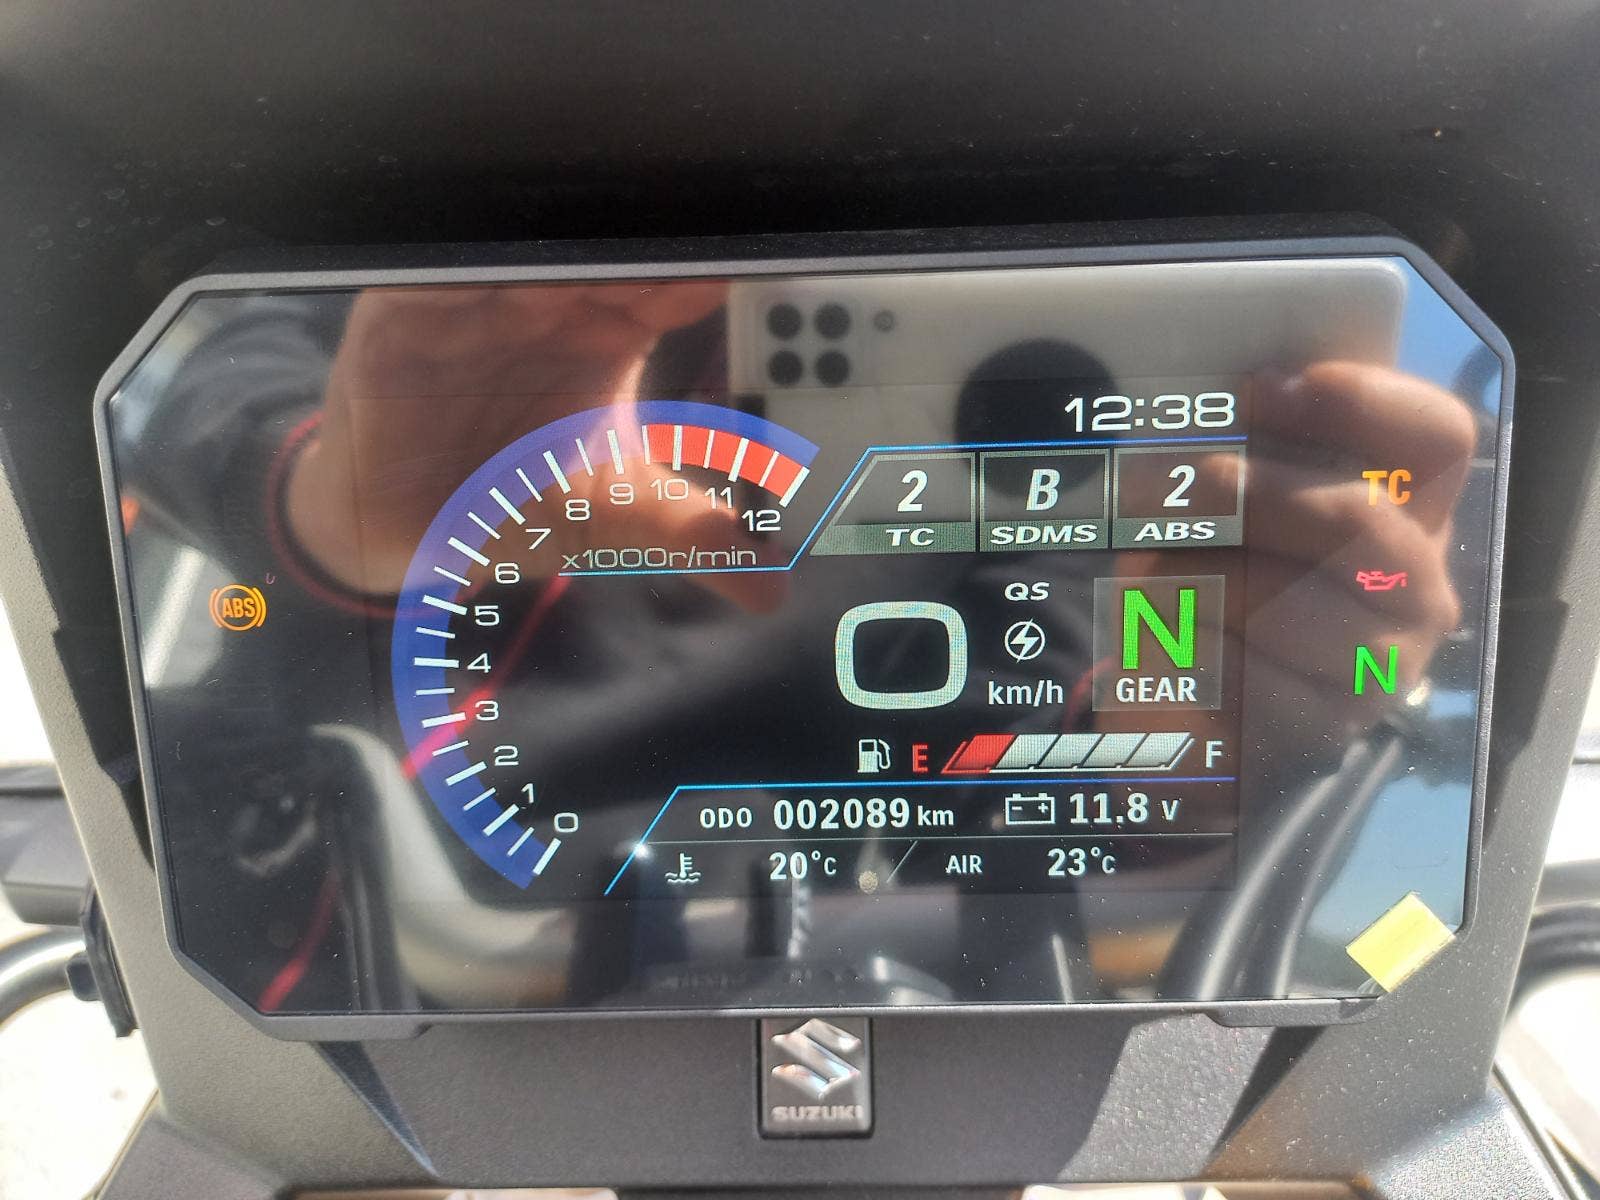 12:38
2 B 2
TC SDMS ABS
TC
0 1 2 3 4 5 6 7 8 9 10 11 12
x1000r/min
ABS
QS
0 km/h
N
GEAR
N
E F
ODO 002089 km 11.8 V
20°C AIR 23°C
SUZUKI